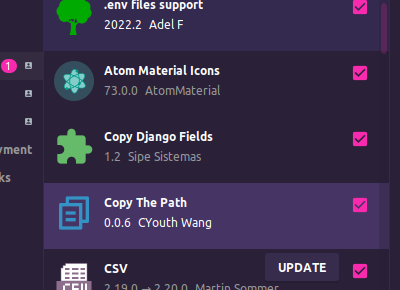 .env files support
2022.2 Adel F
1
Atom Material Icons
73.0.0 AtomMaterial
Copy Django Fields
yment
1.2 Sipe Sistemas
ks
Copy The Path
0.0.6 CYouth Wang
CSV
UPDATE
2.19.0 → 2.20.0 Martin Sommer